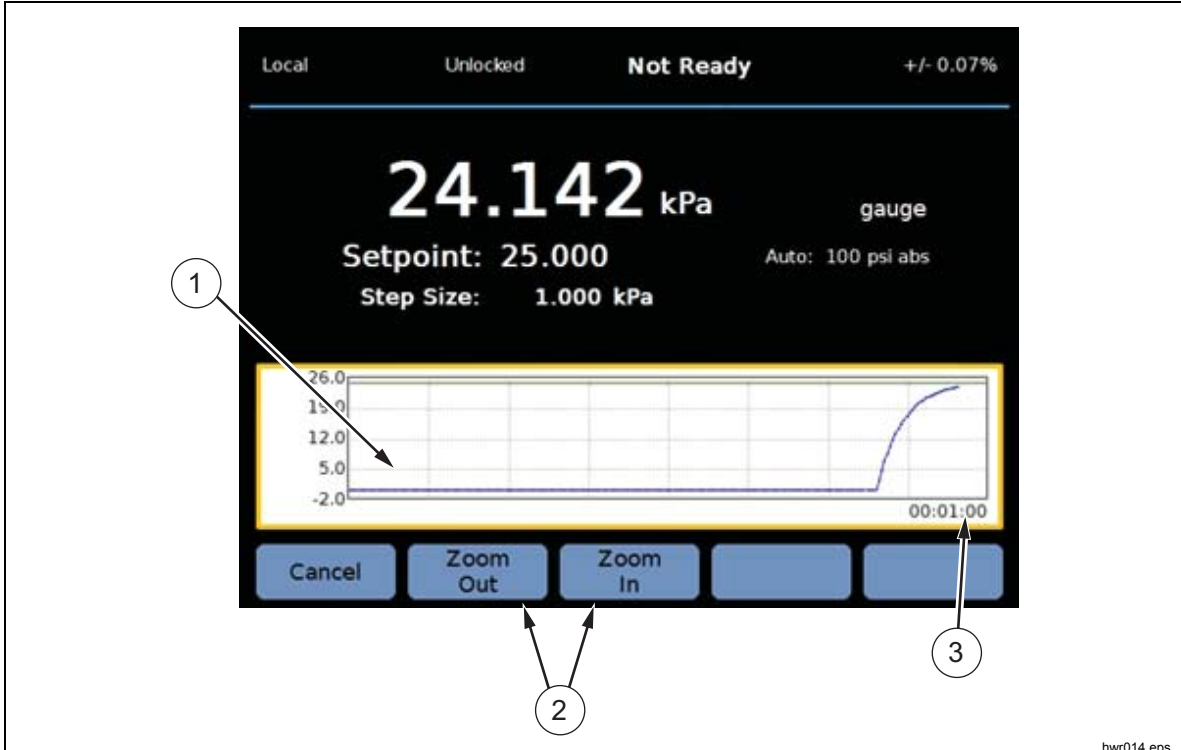 Local Unlocked Not Ready +/- 0.07%
24.142 kPa
gauge
Setpoint: 25.000
Auto: 100 psi abs
Step Size: 1.000 kPa
1
26.0
19.0
12.0
5.0
-2.0
00:01:00
Cancel
Zoom
Out
Zoom
In
3
2
hwr014.eps